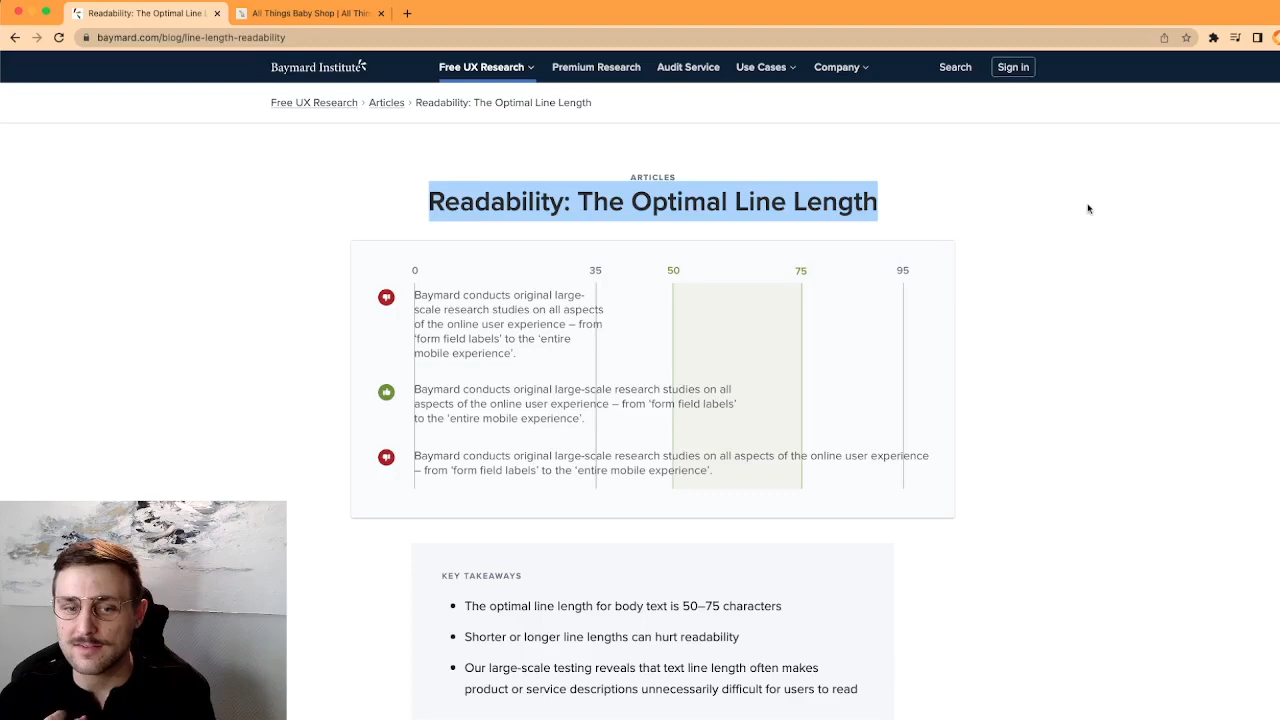 Readability: The Optimal Line L
All Things Baby Shop | All Thin
baymard.com/blog/line-length-readability
Baymard Institute
Free UX Research
Premium Research
Audit Service
Use Cases
Company
Search
Sign in
Free UX Research › Articles › Readability: The Optimal Line Length
ARTICLES
Readability: The Optimal Line Length
0 35 50 75 95
Baymard conducts original large-
scale research studies on all aspects
of the online user experience – from
‘form field labels’ to the ‘entire
mobile experience’.
Baymard conducts original large-scale research studies on all
aspects of the online user experience – from ‘form field labels’
to the ‘entire mobile experience’.
Baymard conducts original large-scale research studies on all aspects of the online user experience
– from ‘form field labels’ to the ‘entire mobile experience’.
KEY TAKEAWAYS
• The optimal line length for body text is 50–75 characters
• Shorter or longer line lengths can hurt readability
• Our large-scale testing reveals that text line length often makes
product or service descriptions unnecessarily difficult for users to read